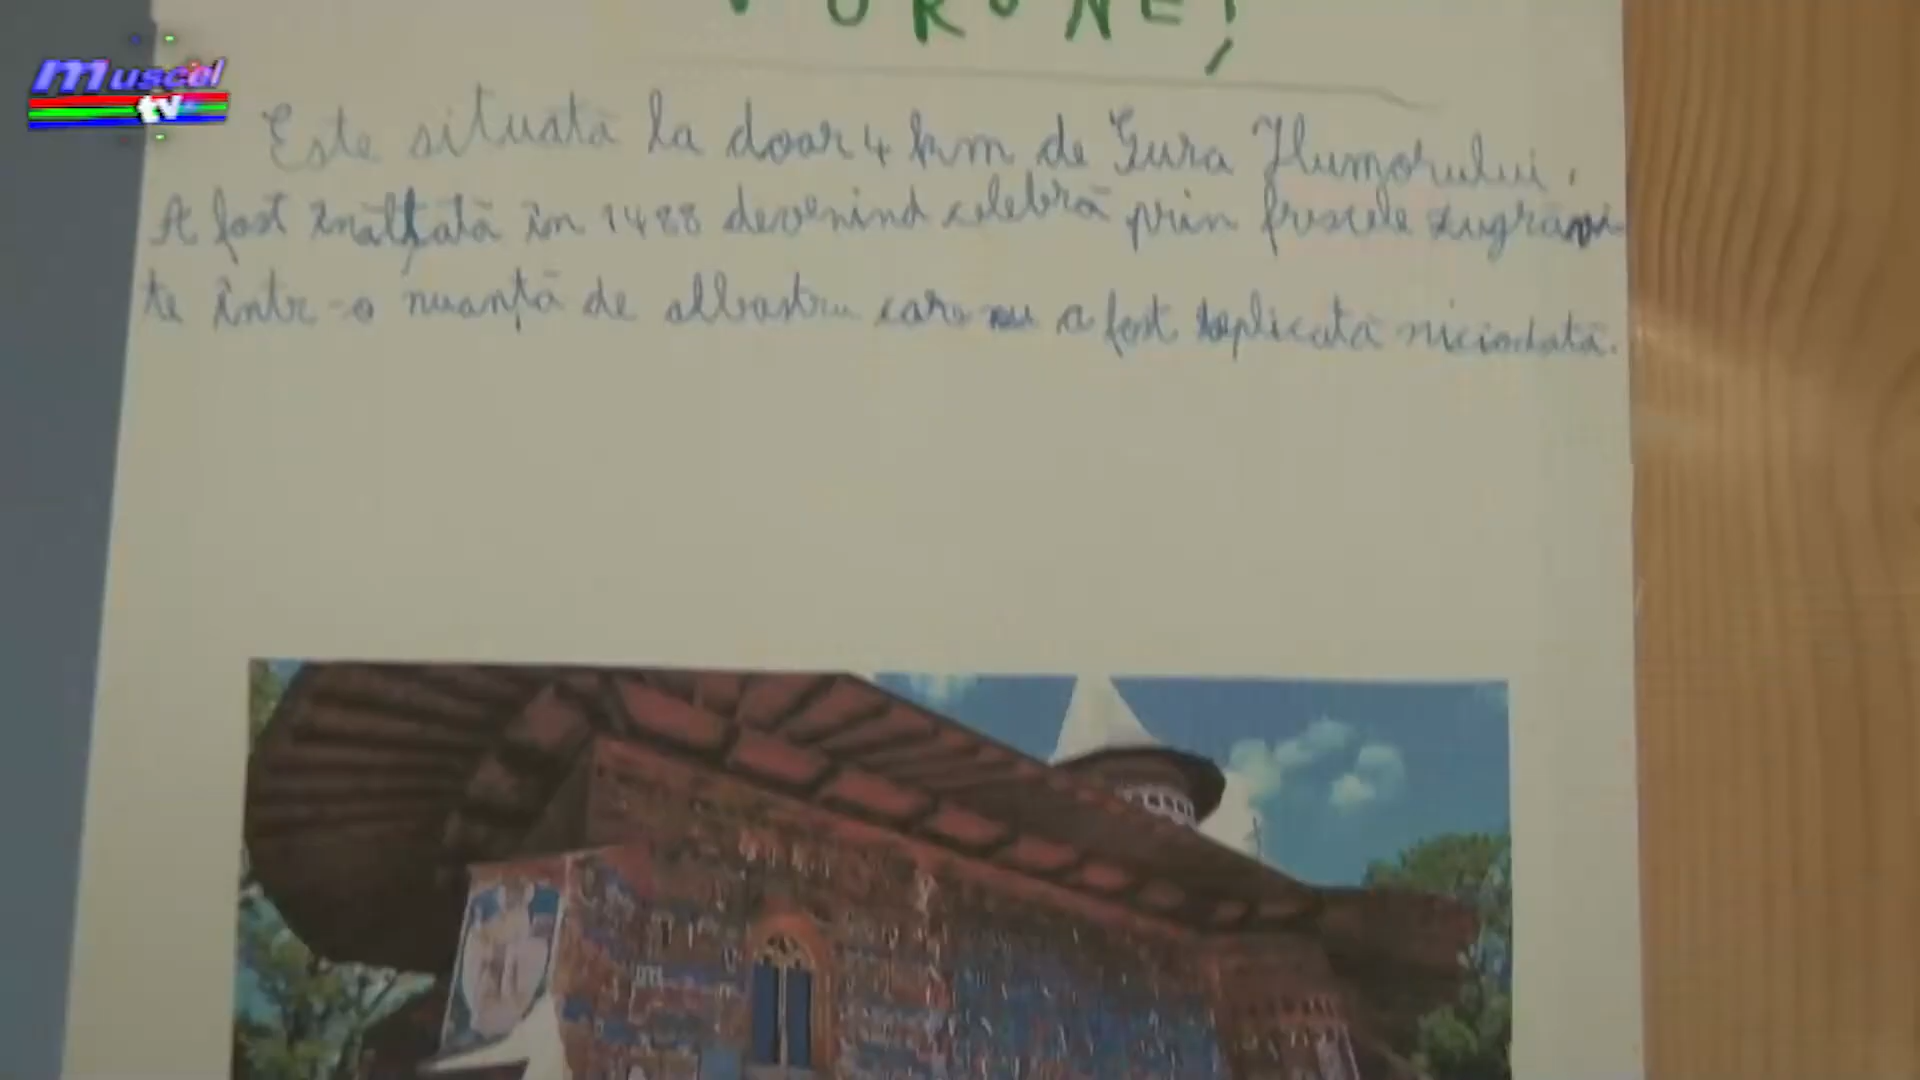 Muscel
tv
VORONEȚ
Este situată la doar 4 km de Gura Humorului.
A fost înălțată în 1488 devenind celebră prin frescele zugrăvi-
te într-o nuanță de albastru care nu a fost replicată niciodată.